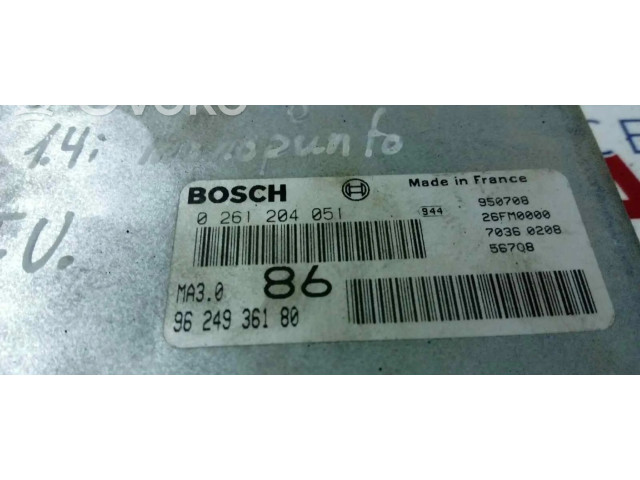 1.4i monopunto
BOSCH
Made in France
0 261 204 051
944
950708
26FM0000
7036 0208
56708
MA3.0
86
96 249 361 80